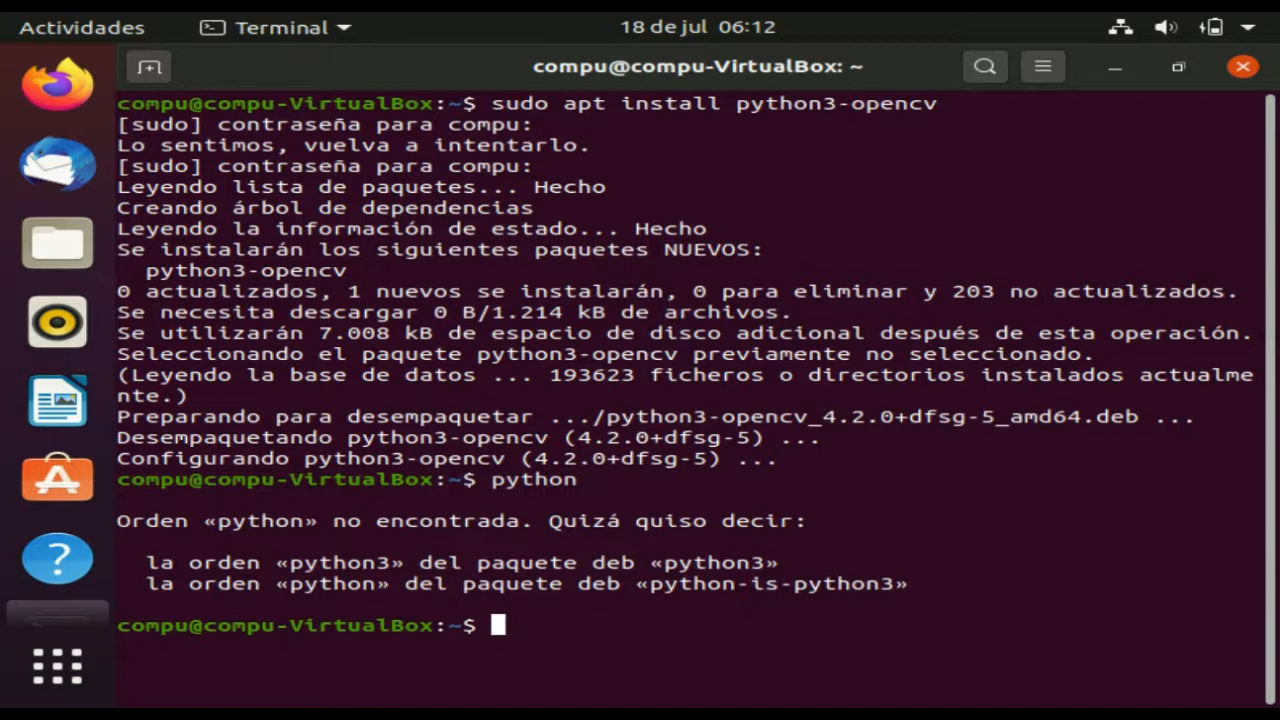 Actividades Terminal 18 de jul 06:12
compu@compu-VirtualBox: ~
compu@compu-VirtualBox:~$ sudo apt install python3-opencv
[sudo] contraseña para compu:
Lo sentimos, vuelva a intentarlo.
[sudo] contraseña para compu:
Leyendo lista de paquetes... Hecho
Creando árbol de dependencias
Leyendo la información de estado... Hecho
Se instalarán los siguientes paquetes NUEVOS:
  python3-opencv
0 actualizados, 1 nuevos se instalarán, 0 para eliminar y 203 no actualizados.
Se necesita descargar 0 B/1.214 kB de archivos.
Se utilizarán 7.008 kB de espacio de disco adicional después de esta operación.
Seleccionando el paquete python3-opencv previamente no seleccionado.
(Leyendo la base de datos ... 193623 ficheros o directorios instalados actualme
nte.)
Preparando para desempaquetar .../python3-opencv_4.2.0+dfsg-5_amd64.deb ...
Desempaquetando python3-opencv (4.2.0+dfsg-5) ...
Configurando python3-opencv (4.2.0+dfsg-5) ...
compu@compu-VirtualBox:~$ python
Orden «python» no encontrada. Quizá quiso decir:
  la orden «python3» del paquete deb «python3»
  la orden «python» del paquete deb «python-is-python3»
compu@compu-VirtualBox:~$